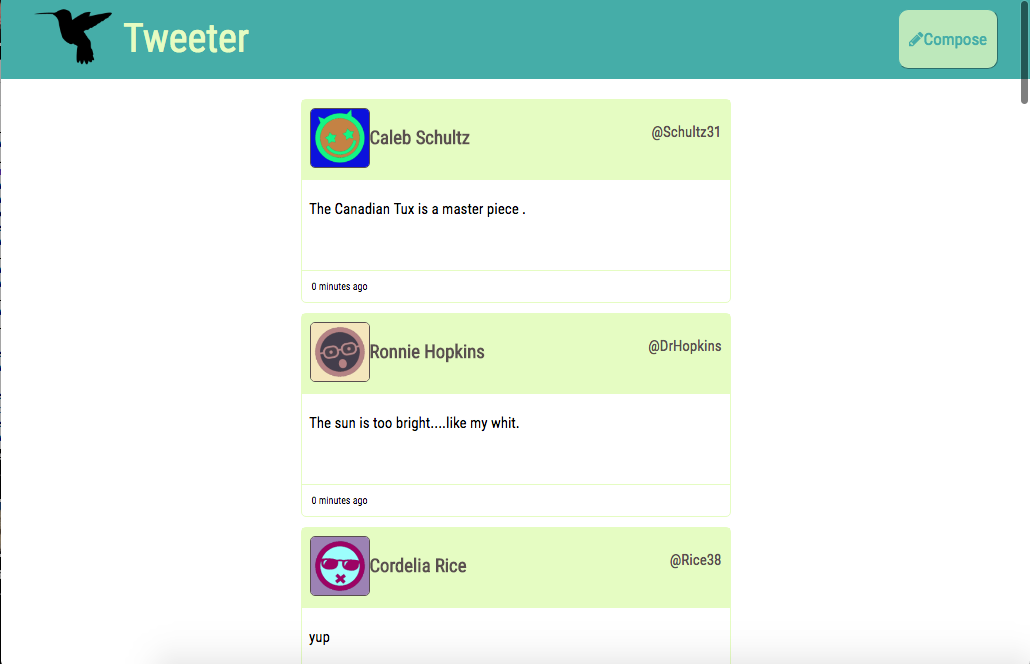 Tweeter
Compose
Caleb Schultz
@Schultz31
The Canadian Tux is a master piece .
0 minutes ago
Ronnie Hopkins
@DrHopkins
The sun is too bright....like my whit.
0 minutes ago
Cordelia Rice
@Rice38
yup